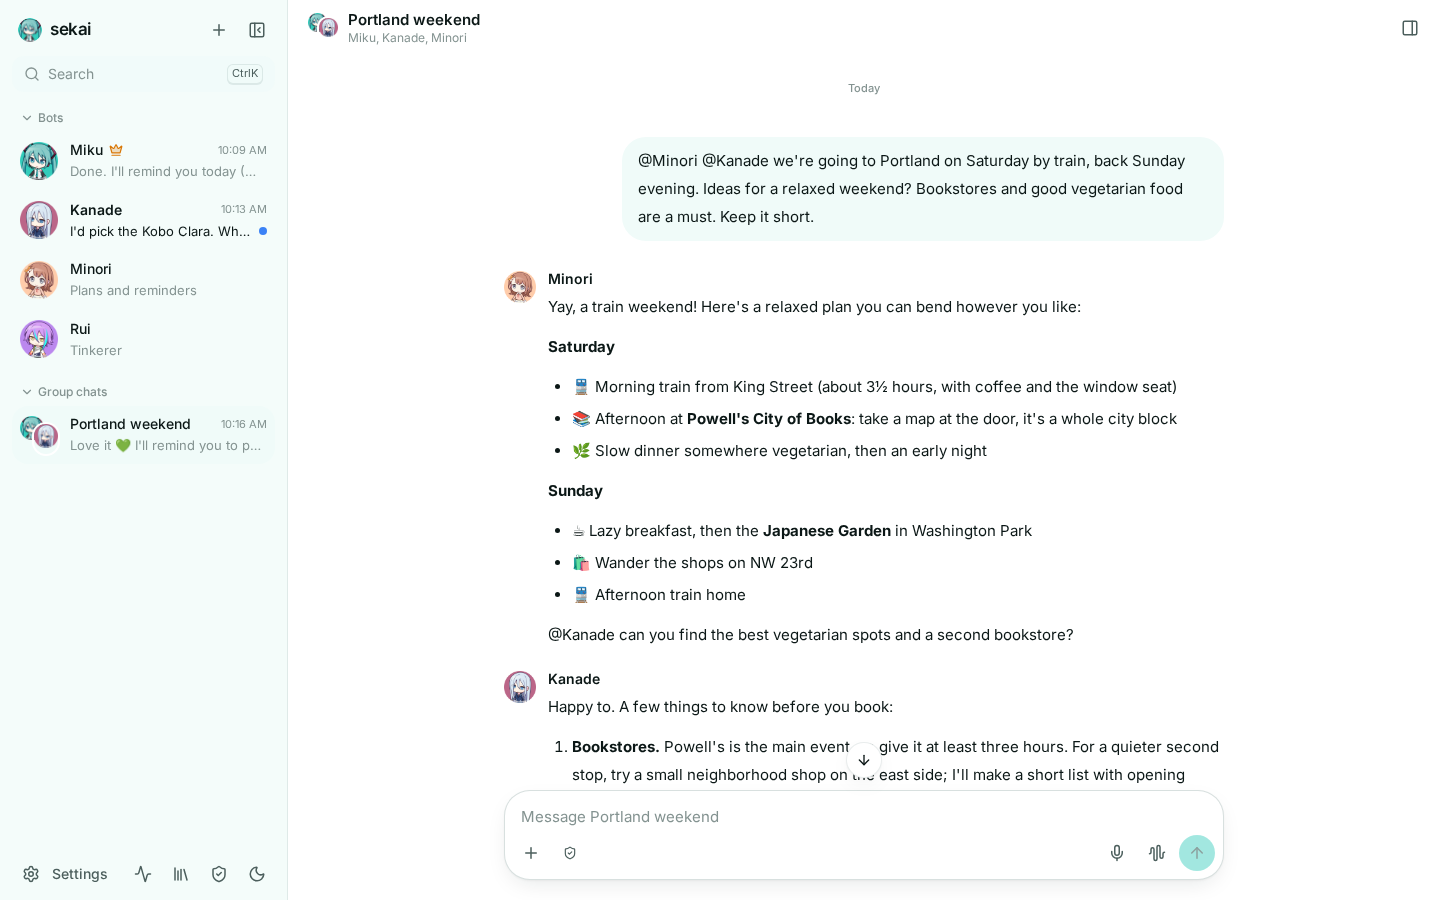 sekai
Search
CtrlK
Bots
Miku
10:09 AM
Done. I'll remind you today (...
Kanade
10:13 AM
I'd pick the Kobo Clara. Wh...
Minori
Plans and reminders
Rui
Tinkerer
Group chats
Portland weekend
10:16 AM
Love it 💚 I'll remind you to p...
Settings
Portland weekend
Miku, Kanade, Minori
Today
@Minori @Kanade we're going to Portland on Saturday by train, back Sunday
evening. Ideas for a relaxed weekend? Bookstores and good vegetarian food
are a must. Keep it short.
Minori
Yay, a train weekend! Here's a relaxed plan you can bend however you like:
Saturday
• 🚆 Morning train from King Street (about 3½ hours, with coffee and the window seat)
• 📚 Afternoon at Powell's City of Books: take a map at the door, it's a whole city block
• 🌿 Slow dinner somewhere vegetarian, then an early night
Sunday
• ☕ Lazy breakfast, then the Japanese Garden in Washington Park
• 🛍️ Wander the shops on NW 23rd
• 🚆 Afternoon train home
@Kanade can you find the best vegetarian spots and a second bookstore?
Kanade
Happy to. A few things to know before you book:
1. Bookstores. Powell's is the main event give it at least three hours. For a quieter second
stop, try a small neighborhood shop on the east side; I'll make a short list with opening
Message Portland weekend